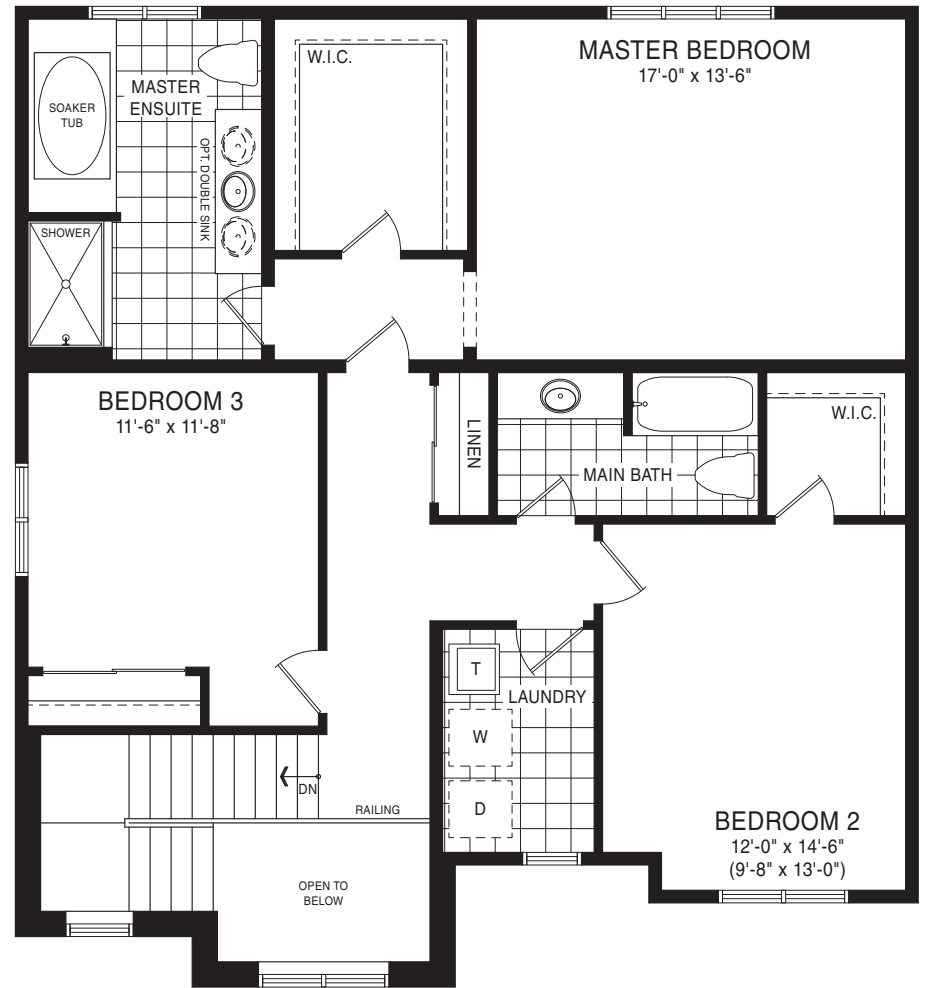 MASTER BEDROOM
17'-0" x 13'-6"
W.I.C.
MASTER
ENSUITE
SOAKER
TUB
OPT. DOUBLE SINK
SHOWER
BEDROOM 3
11'-6" x 11'-8"
LINEN
MAIN BATH
W.I.C.
T
LAUNDRY
W
D
DN
RAILING
OPEN TO
BELOW
BEDROOM 2
12'-0" x 14'-6"
(9'-8" x 13'-0")